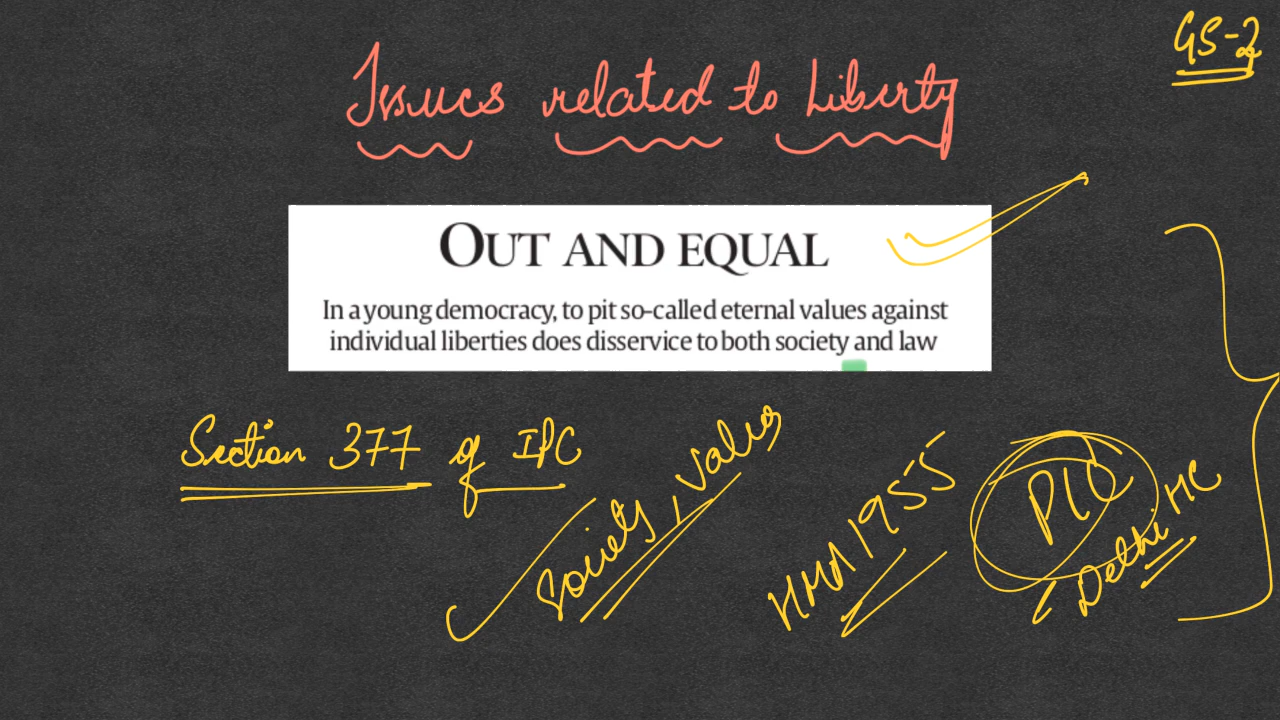 GS-2
Issues related to Liberty
OUT AND EQUAL
In a young democracy, to pit so-called eternal values against
individual liberties does disservice to both society and law
Section 377 of IPC
Society, Values
HMA 1955
PIL
Delhi HC